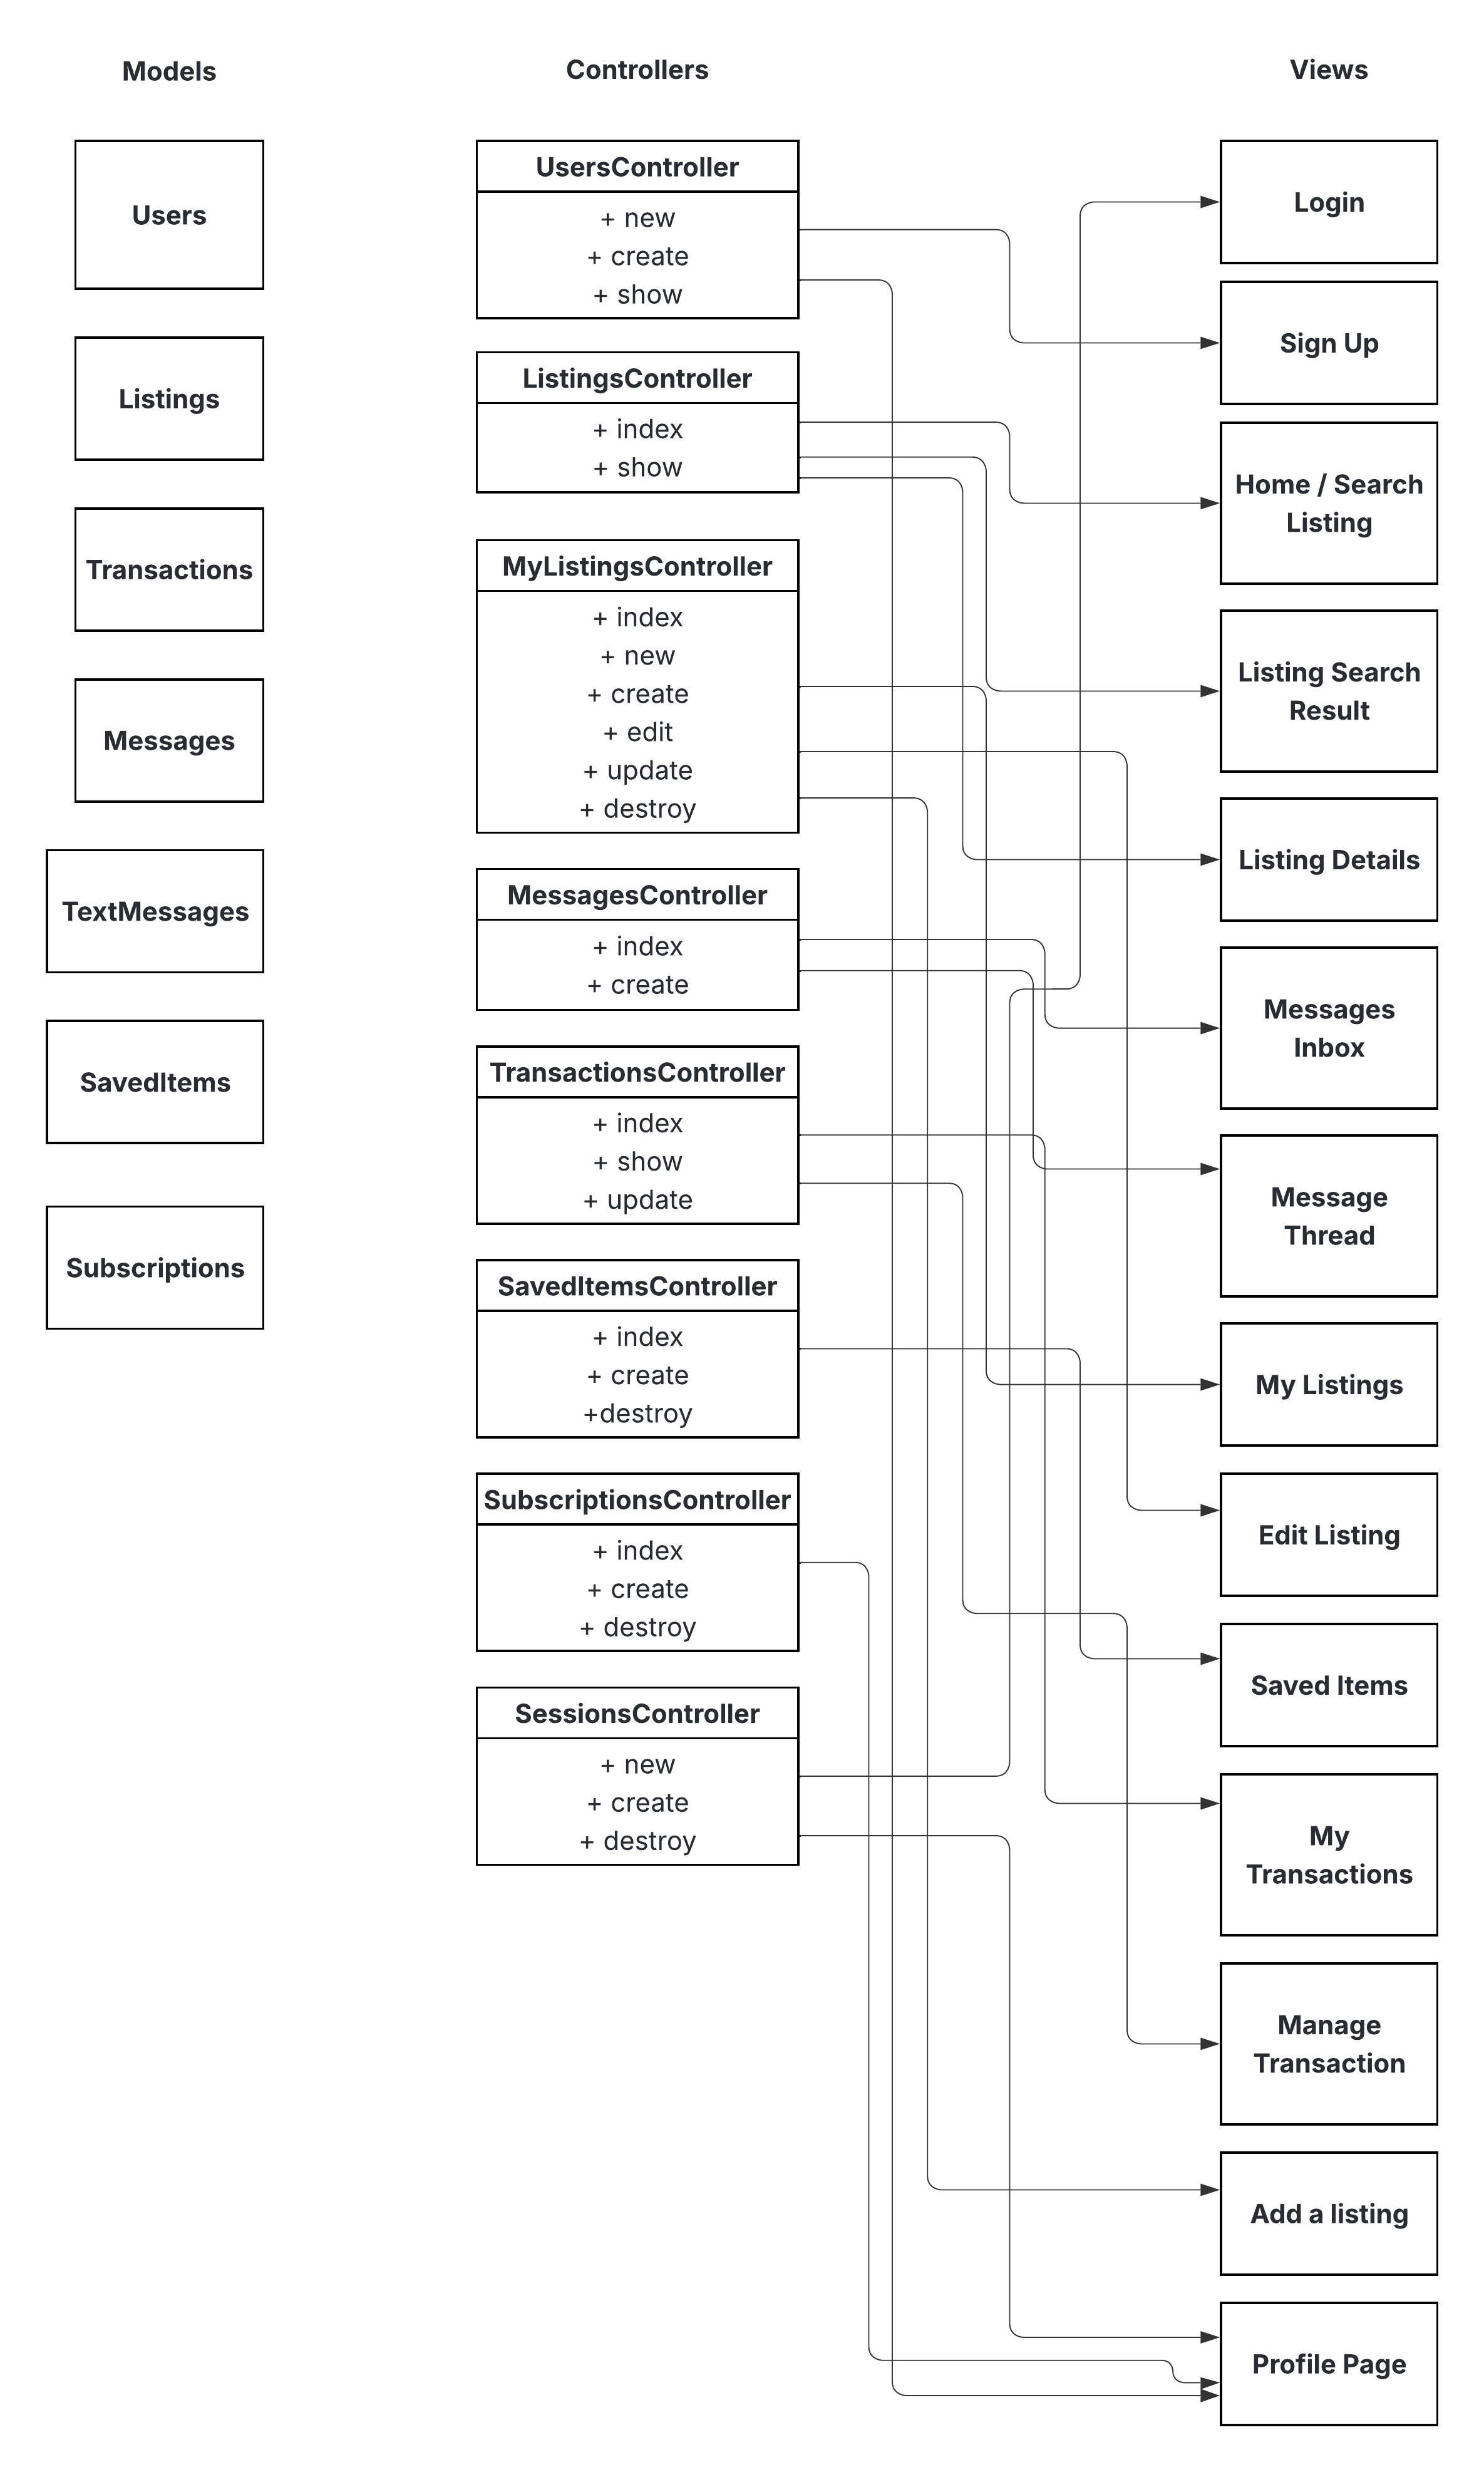 Models
Controllers
Views
Users
Listings
Transactions
Messages
TextMessages
SavedItems
Subscriptions
UsersController
+ new
+ create
+ show
ListingsController
+ index
+ show
MyListingsController
+ index
+ new
+ create
+ edit
+ update
+ destroy
MessagesController
+ index
+ create
TransactionsController
+ index
+ show
+ update
SavedItemsController
+ index
+ create
+destroy
SubscriptionsController
+ index
+ create
+ destroy
SessionsController
+ new
+ create
+ destroy
Login
Sign Up
Home / Search
Listing
Listing Search
Result
Listing Details
Messages
Inbox
Message
Thread
My Listings
Edit Listing
Saved Items
My
Transactions
Manage
Transaction
Add a listing
Profile Page